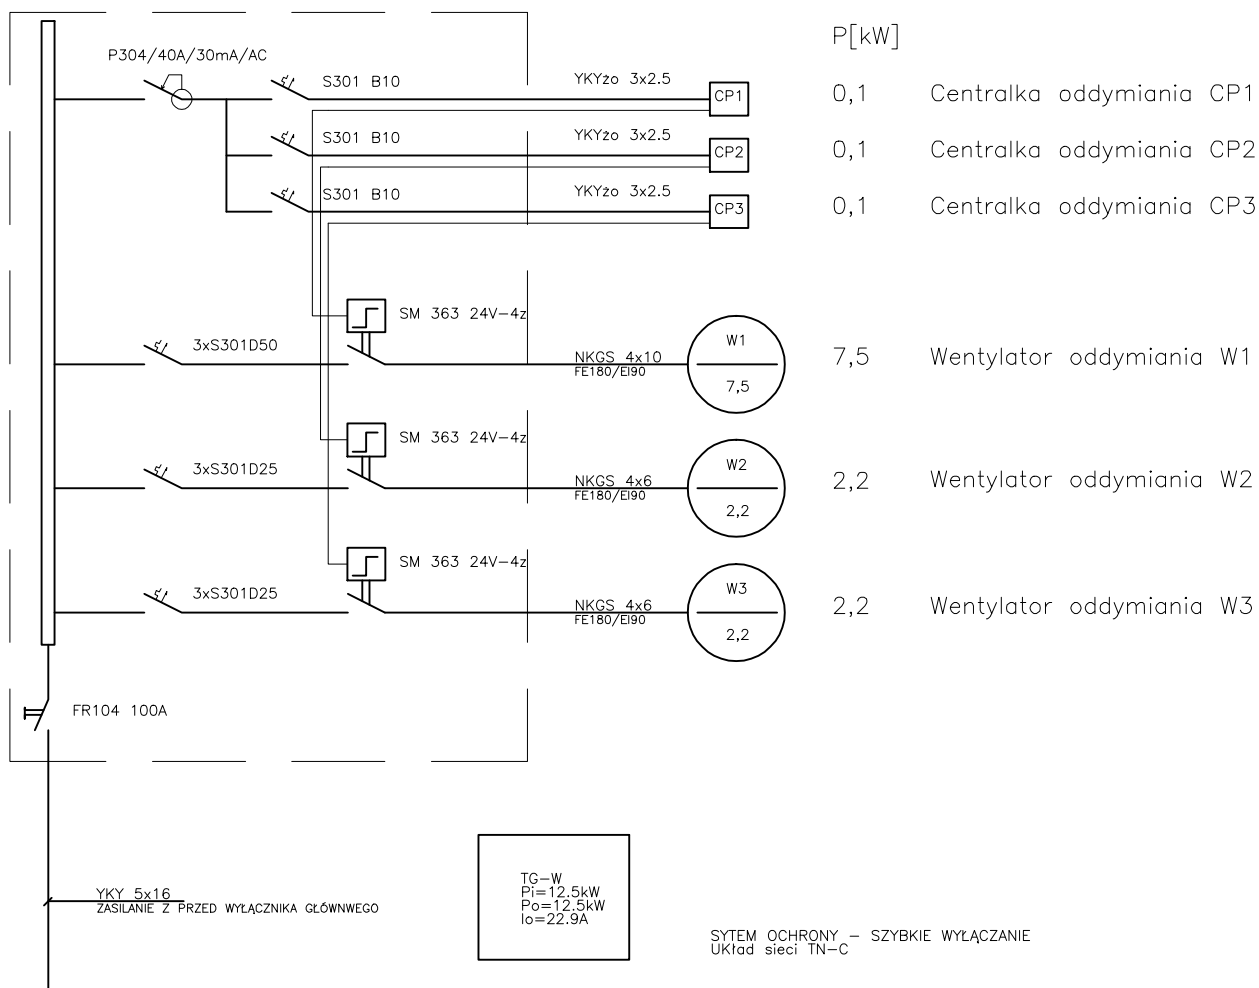 P[kW]
P304/40A/30mA/AC
S301 B10
YKYżo 3x2.5
CP1
0,1
Centralka oddymiania CP1
S301 B10
YKYżo 3x2.5
CP2
0,1
Centralka oddymiania CP2
S301 B10
YKYżo 3x2.5
CP3
0,1
Centralka oddymiania CP3
SM 363 24V-4z
3xS301D50
NKGS 4x10
FE180/EI90
W1
7,5
7,5
Wentylator oddymiania W1
SM 363 24V-4z
3xS301D25
NKGS 4x6
FE180/EI90
W2
2,2
2,2
Wentylator oddymiania W2
SM 363 24V-4z
3xS301D25
NKGS 4x6
FE180/EI90
W3
2,2
2,2
Wentylator oddymiania W3
FR104 100A
YKY 5x16
ZASILANIE Z PRZED WYŁĄCZNIKA GŁÓWNWEGO
TG-W
Pi=12.5kW
Po=12.5kW
Io=22.9A
SYTEM OCHRONY - SZYBKIE WYŁĄCZANIE
UKład sieci TN-C